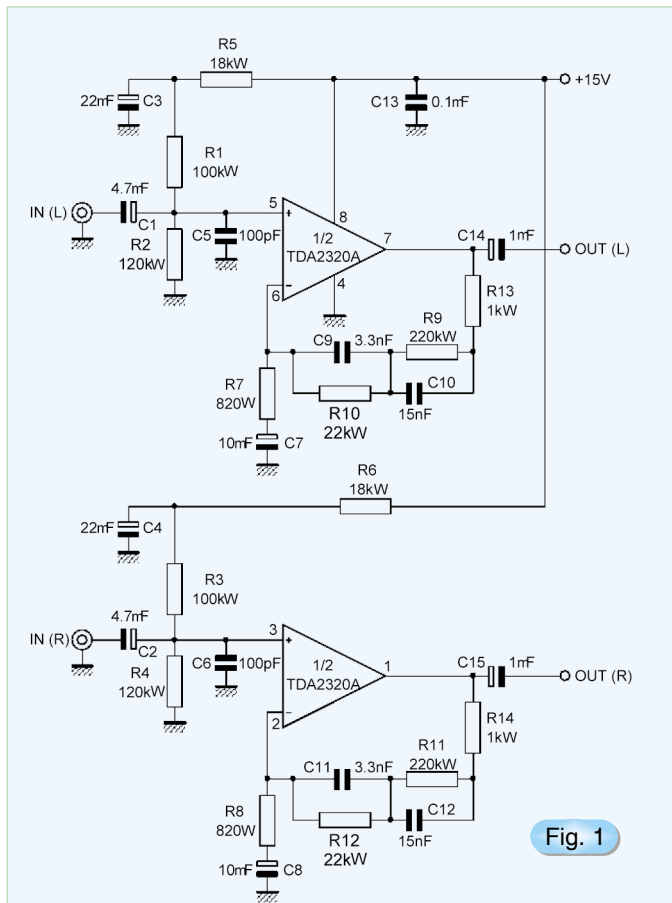 R5
18kW
22mF
C3
C13
0.1mF
+15V
R1
100kW
4.7mF
IN (L)
C1
R2
120kW
C5
100pF
5
+
8
1/2
TDA2320A
7
6
−
4
C14
1mF
OUT (L)
R13
1kW
C9
3.3nF
R9
220kW
R7
820W
R10
22kW
C10
15nF
10mF
C7
R6
18kW
22mF
C4
R3
100kW
4.7mF
IN (R)
C2
R4
120kW
C6
100pF
3
+
1/2
TDA2320A
1
2
−
C15
1mF
OUT (R)
R14
1kW
C11
3.3nF
R11
220kW
R8
820W
R12
22kW
C12
15nF
10mF
C8
Fig. 1